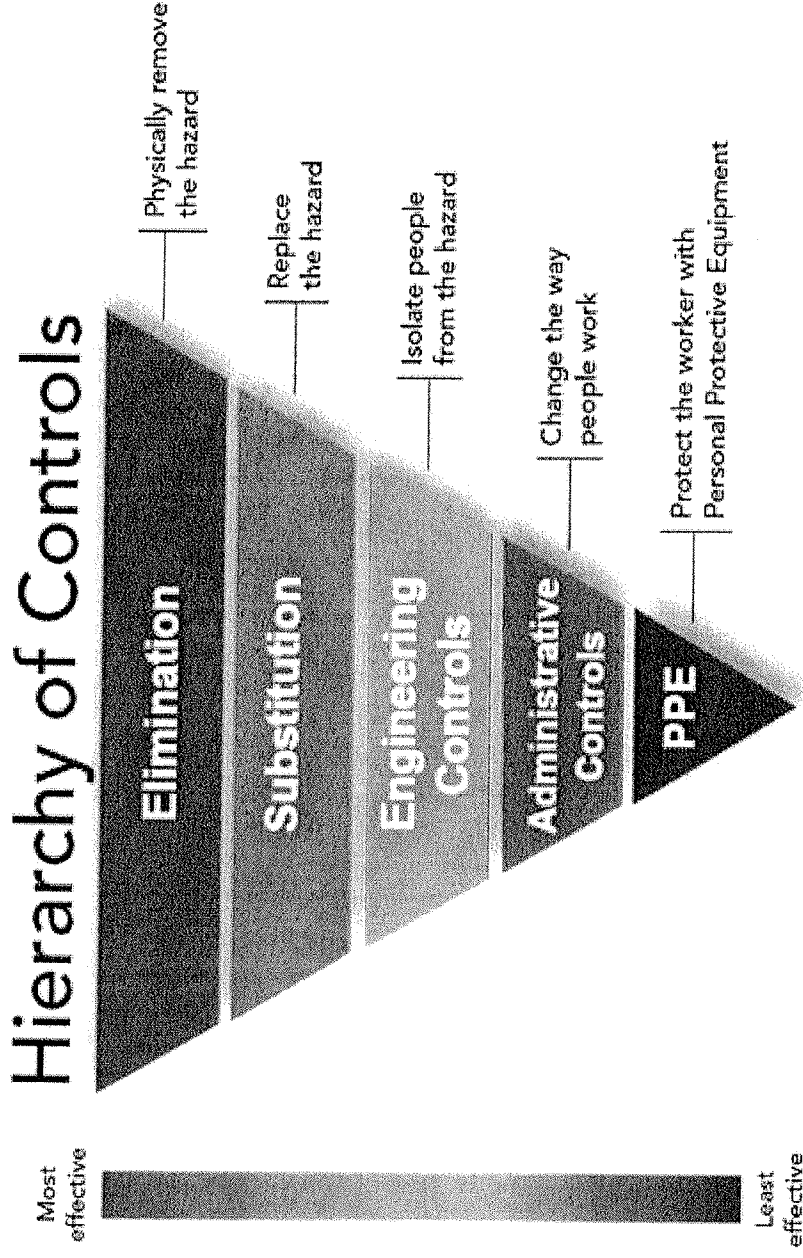 Hierarchy of Controls
Most
effective
Elimination
Physically remove
the hazard
Substitution
Replace
the hazard
Engineering
Controls
Isolate people
from the hazard
Administrative
Controls
Change the way
people work
PPE
Protect the worker with
Personal Protective Equipment
Least
effective